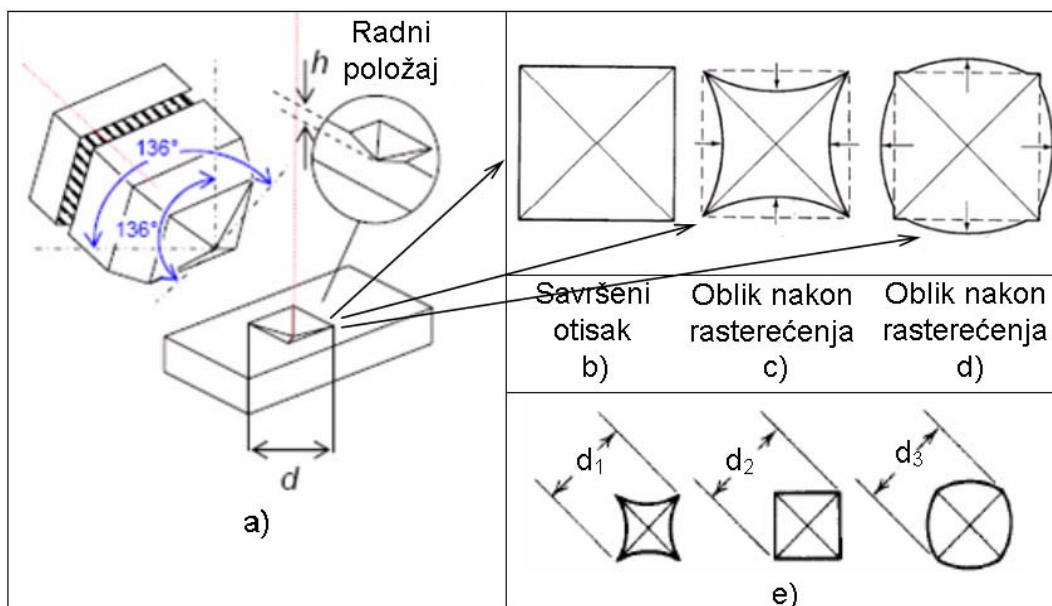 Radni
položaj
h
136°
136°
d
a)
Savršeni
otisak
b)
Oblik nakon
rasterećenja
c)
Oblik nakon
rasterećenja
d)
d1
d2
d3
e)